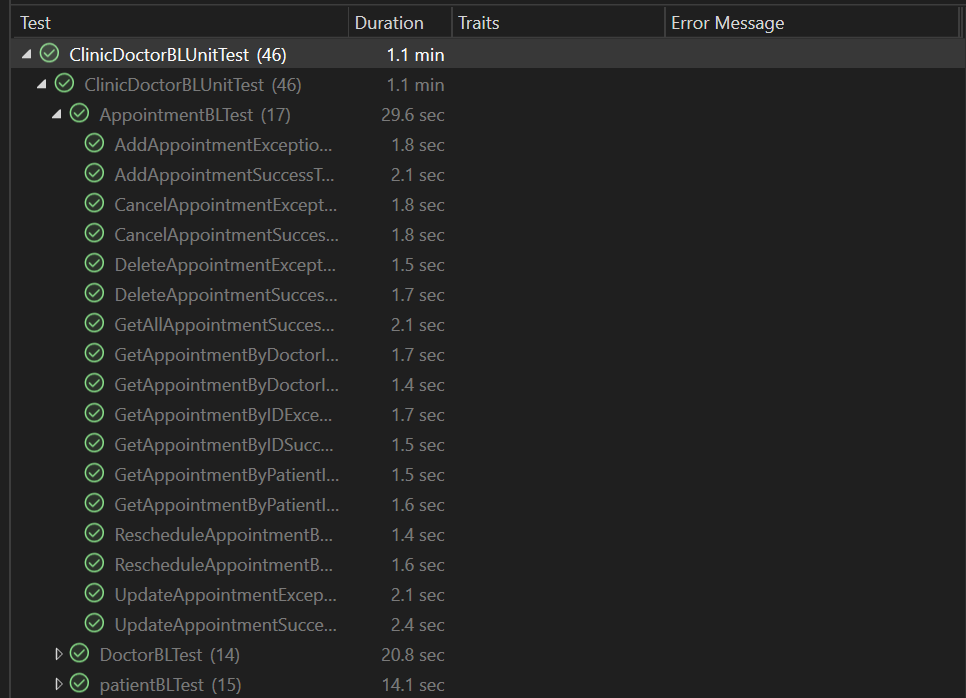 Test Duration Traits Error Message
ClinicDoctorBLUnitTest (46) 1.1 min
ClinicDoctorBLUnitTest (46) 1.1 min
AppointmentBLTest (17) 29.6 sec
AddAppointmentExceptio... 1.8 sec
AddAppointmentSuccessT... 2.1 sec
CancelAppointmentExcept... 1.8 sec
CancelAppointmentSucces... 1.8 sec
DeleteAppointmentExcept... 1.5 sec
DeleteAppointmentSucces... 1.7 sec
GetAllAppointmentSucces... 2.1 sec
GetAppointmentByDoctorI... 1.7 sec
GetAppointmentByDoctorI... 1.4 sec
GetAppointmentByIDExce... 1.7 sec
GetAppointmentByIDSucc... 1.5 sec
GetAppointmentByPatientI... 1.5 sec
GetAppointmentByPatientI... 1.6 sec
RescheduleAppointmentB... 1.4 sec
RescheduleAppointmentB... 1.6 sec
UpdateAppointmentExcep... 2.1 sec
UpdateAppointmentSucce... 2.4 sec
DoctorBLTest (14) 20.8 sec
patientBLTest (15) 14.1 sec